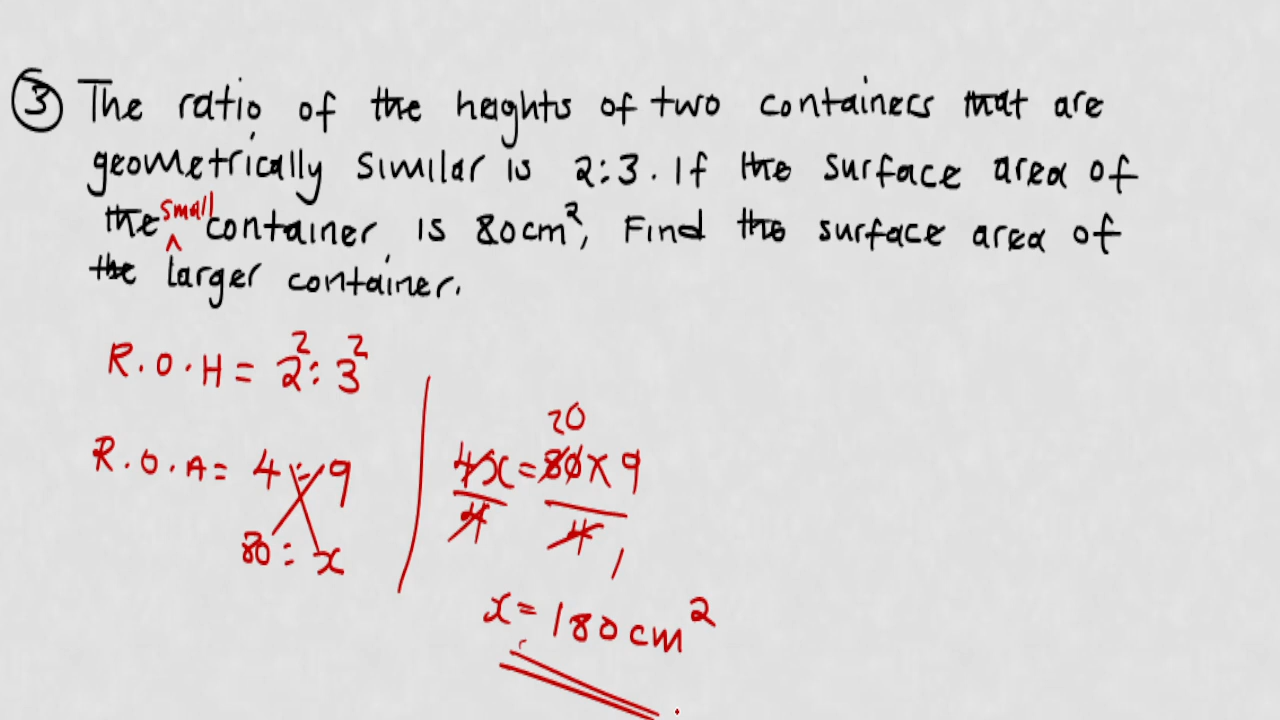 ③ The ratio of the heights of two containers that are
geometrically similar is 2:3. If the surface area of
the small container is 80cm², Find the surface area of
the larger container.
R.O.H = 2² : 3²
R.O.A = 4 : 9
80 : x
20
4x = 80 x 9
4 4 1
x = 180 cm²